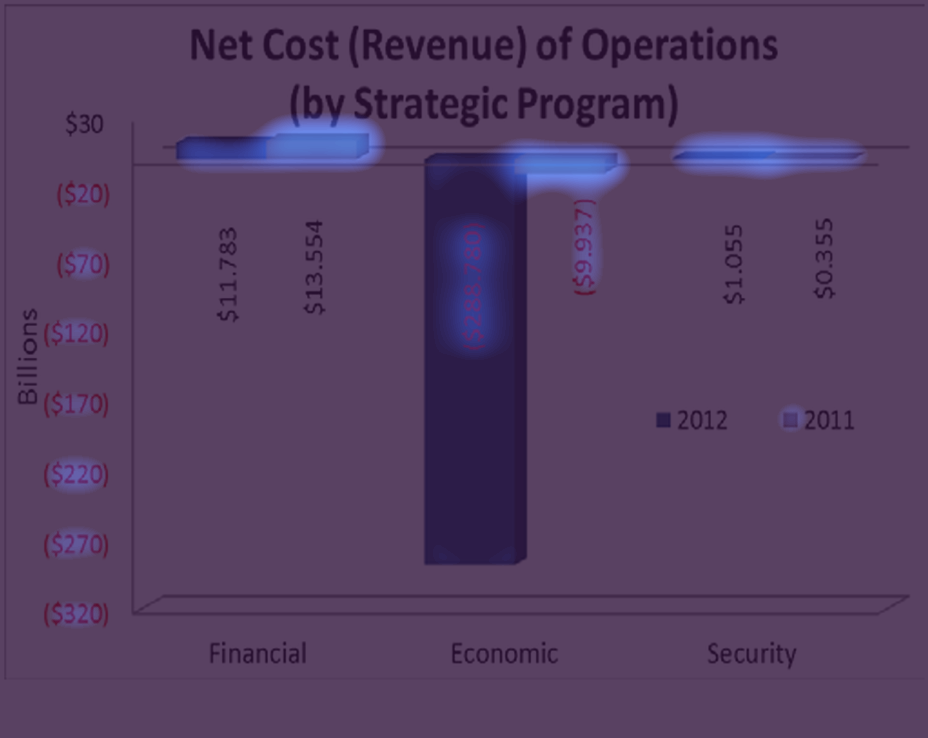 Net Cost (Revenue) of Operations
(by Strategic Program)
$30
($20)
($70)
($120)
($170)
($220)
($270)
($320)
Billions
$11.783
$13.554
($9.937)
$1.055
$0.355
2012
2011
Financial
Economic
Security